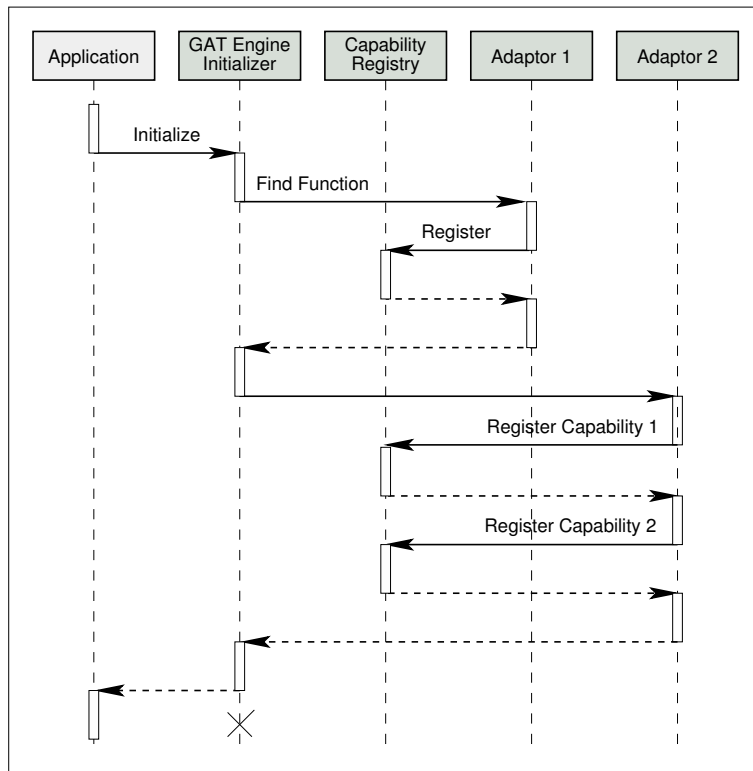 Application
GAT Engine
Initializer
Capability
Registry
Adaptor 1
Adaptor 2
Initialize
Find Function
Register
Register Capability 1
Register Capability 2